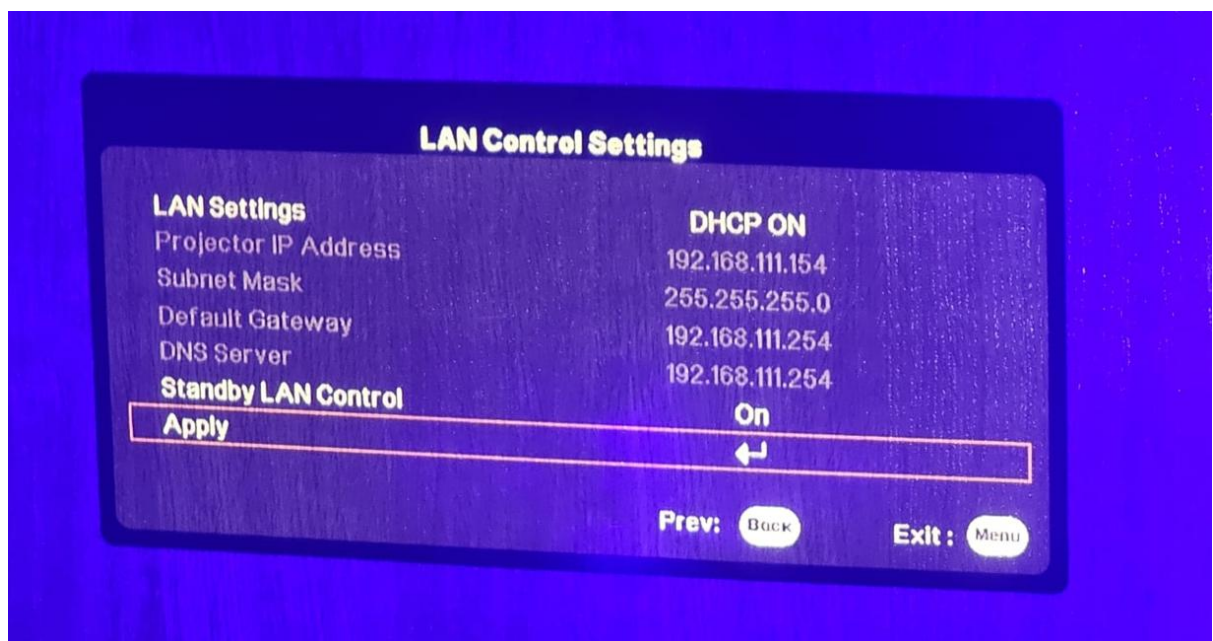 LAN Control Settings
LAN Settings DHCP ON
Projector IP Address 192.168.111.154
Subnet Mask 255.255.255.0
Default Gateway 192.168.111.254
DNS Server 192.168.111.254
Standby LAN Control On
Apply
Prev: Back Exit: Menu